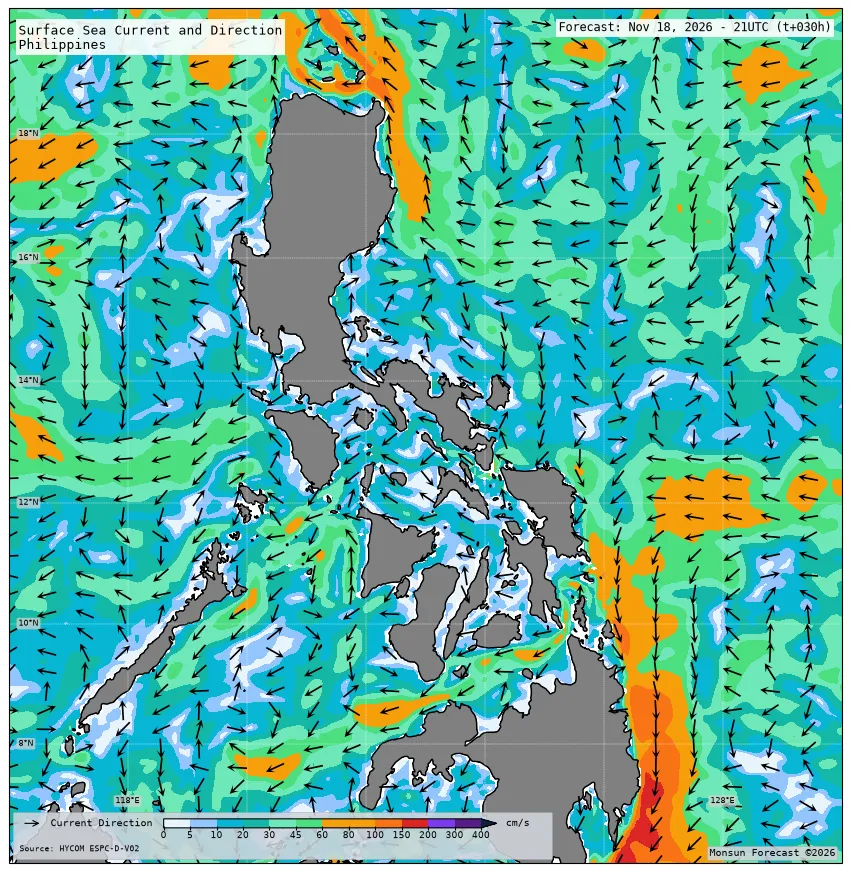 Surface Sea Current and Direction
Philippines
Forecast: Nov 18, 2026 - 21UTC (t+030h)
18°N
16°N
14°N
12°N
10°N
8°N
118°E
128°E
Current Direction
cm/s
0 5 10 20 30 45 60 80 100 150 200 300 400
Source: HYCOM ESPC-D-V02
Monsun Forecast ©2026